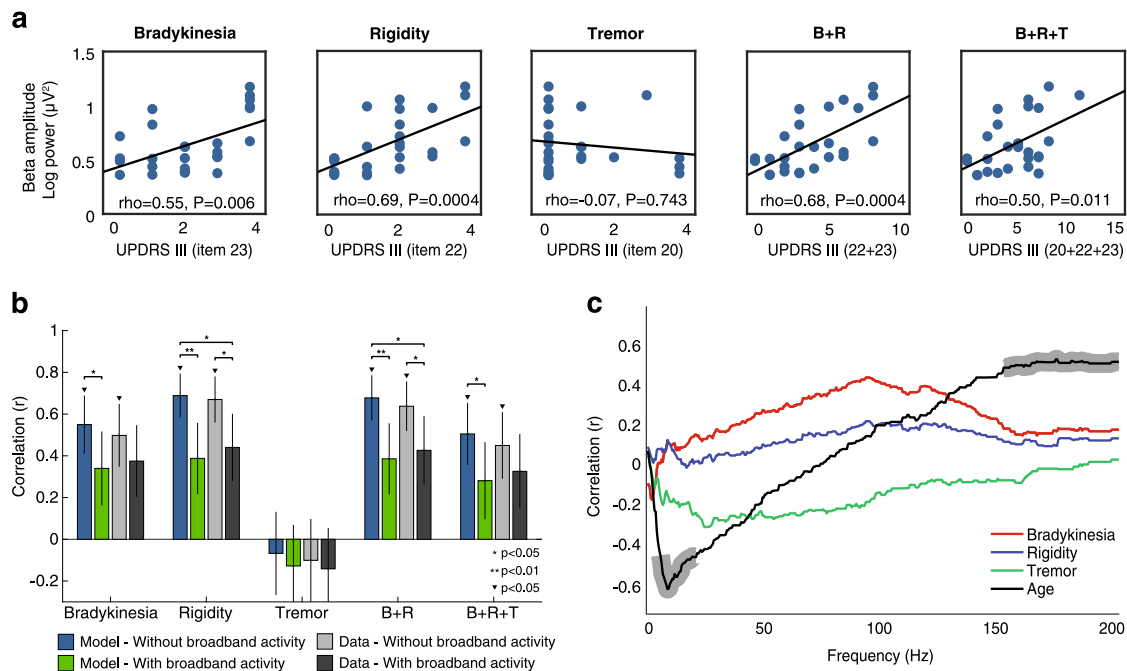 a
Bradykinesia
Rigidity
Tremor
B+R
B+R+T
Beta amplitude
Log power (µV²)
1.5
1
0.5
0
rho=0.55, P=0.006
rho=0.69, P=0.0004
rho=-0.07, P=0.743
rho=0.68, P=0.0004
rho=0.50, P=0.011
0 2 4
0 2 4
0 2 4
0 5 10
0 5 10 15
UPDRS III (item 23)
UPDRS III (item 22)
UPDRS III (item 20)
UPDRS III (22+23)
UPDRS III (20+22+23)
b
Correlation (r)
1
0.8
0.6
0.4
0.2
0
-0.2
*
**
*
*
**
*
*
*
* p<0.05
** p<0.01
▼ p<0.05
Bradykinesia
Rigidity
Tremor
B+R
B+R+T
Model - Without broadband activity
Data - Without broadband activity
Model - With broadband activity
Data - With broadband activity
c
Correlation (r)
0.6
0.4
0.2
0
-0.2
-0.4
-0.6
Bradykinesia
Rigidity
Tremor
Age
0 50 100 150 200
Frequency (Hz)